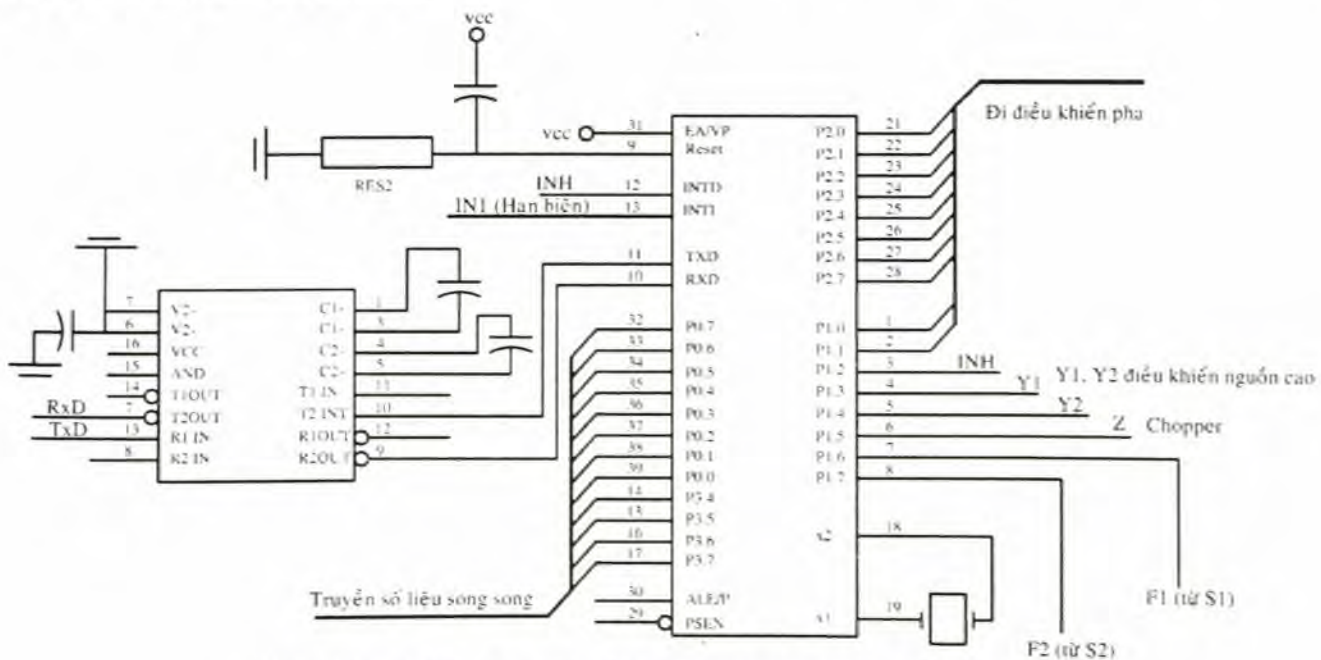 vcc
Đi điều khiển pha
vcc
31
EA/VP
P2.0
21
9
Reset
P2.1
22
RES2
P2.2
23
INH
12
INTD
P2.3
24
IN1 (Hạn biên)
13
INT1
P2.4
25
P2.5
26
11
TXD
P2.6
27
10
RXD
P2.7
28
7
V2-
C1-
1
6
V2-
C1-
3
16
VCC
C2-
4
15
AND
C2-
5
14
T1OUT
T1 IN
11
RxD
7
T2OUT
T2 INT
10
TxD
13
R1 IN
R1OUT
12
8
R2 IN
R2OUT
9
32
P0.7
P1.0
1
33
P0.6
P1.1
2
34
P0.5
P1.2
3
INH
35
P0.4
P1.3
4
Y1
Y1, Y2 điều khiển nguồn cao
36
P0.3
P1.4
5
Y2
37
P0.2
P1.5
6
Z
Chopper
38
P0.1
P1.6
7
39
P0.0
P1.7
8
14
P3.4
15
P3.5
16
P3.6
x2
18
17
P3.7
Truyền số liệu song song
30
ALE/P
29
PSEN
x1
19
F1 (từ S1)
F2 (từ S2)